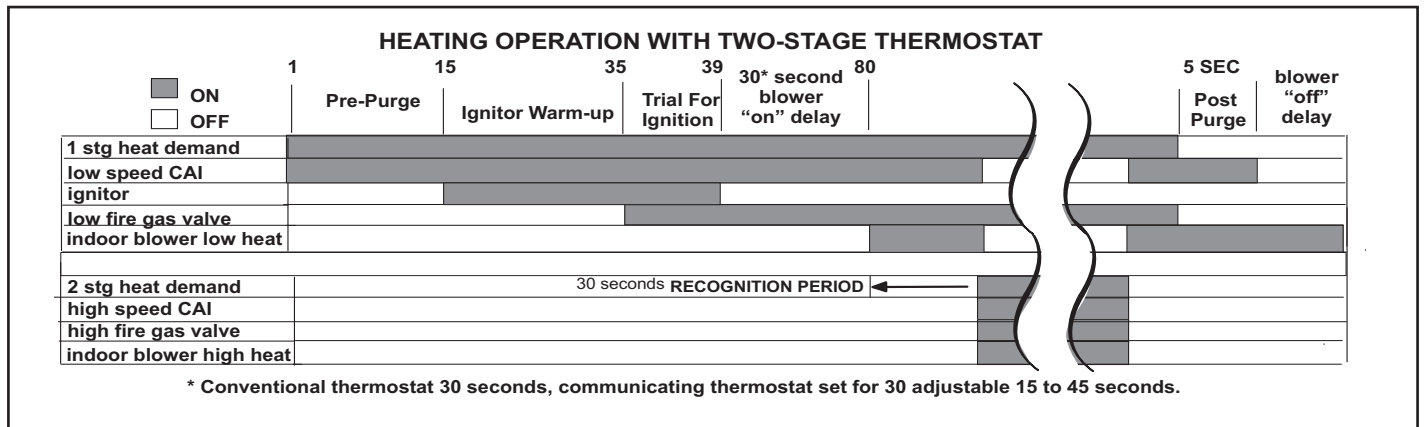 HEATING OPERATION WITH TWO-STAGE THERMOSTAT
1 15 35 39 80 5 SEC
ON
OFF
Pre-Purge
Ignitor Warm-up
Trial For
Ignition
30* second
blower
“on” delay
Post
Purge
blower
“off”
delay
1 stg heat demand
low speed CAI
ignitor
low fire gas valve
indoor blower low heat
2 stg heat demand 30 seconds RECOGNITION PERIOD
high speed CAI
high fire gas valve
indoor blower high heat
* Conventional thermostat 30 seconds, communicating thermostat set for 30 adjustable 15 to 45 seconds.